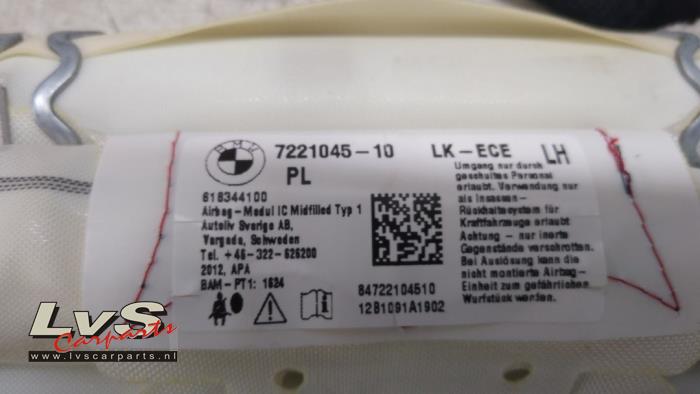 BMW
7221045-10 LK-ECE LH
PL
618344100
Airbag-Modul IC Midfilled Typ 1
Autoliv Sverige AB,
Vargada, Schweden
Tel. +46-322-626200
2012, APA
BAM-PT1: 1624
Umgang nur durch
geschultes Personal
erlaubt. Verwendung nur
als Insassen-
Rückhaltesystem für
Kraftfahrzeuge erlaubt
Achtung - nur inerte
Gegenstände verschrotten.
Bei Auslösung kann die
nicht montierte Airbag-
Einheit zum gefährlichen
Wurfstück werden.
84722104510
1281091A1902
LvS
Carparts
www.lvscarparts.nl